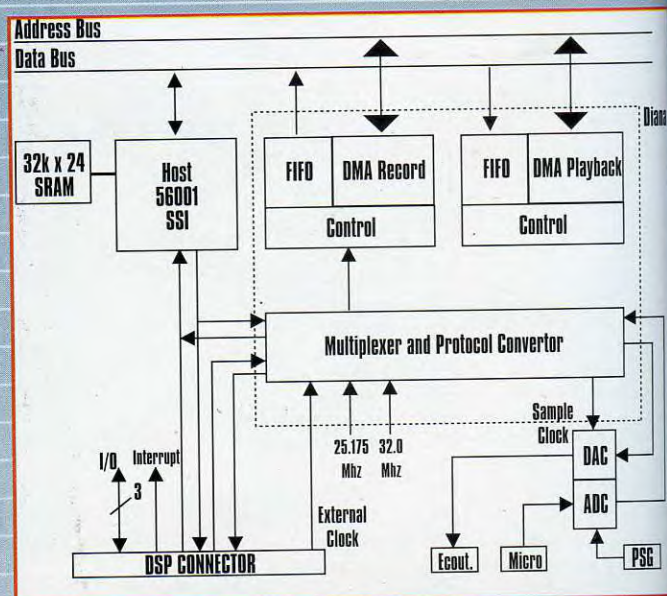 Address Bus
Data Bus
Diana
32k x 24
SRAM
Host
56001
SSI
FIFO
DMA Record
Control
FIFO
DMA Playback
Control
Multiplexer and Protocol Convertor
25.175
Mhz
32.0
Mhz
Sample
Clock
DAC
ADC
I/O
3
Interrupt
External
Clock
DSP CONNECTOR
Ecout.
Micro
PSG